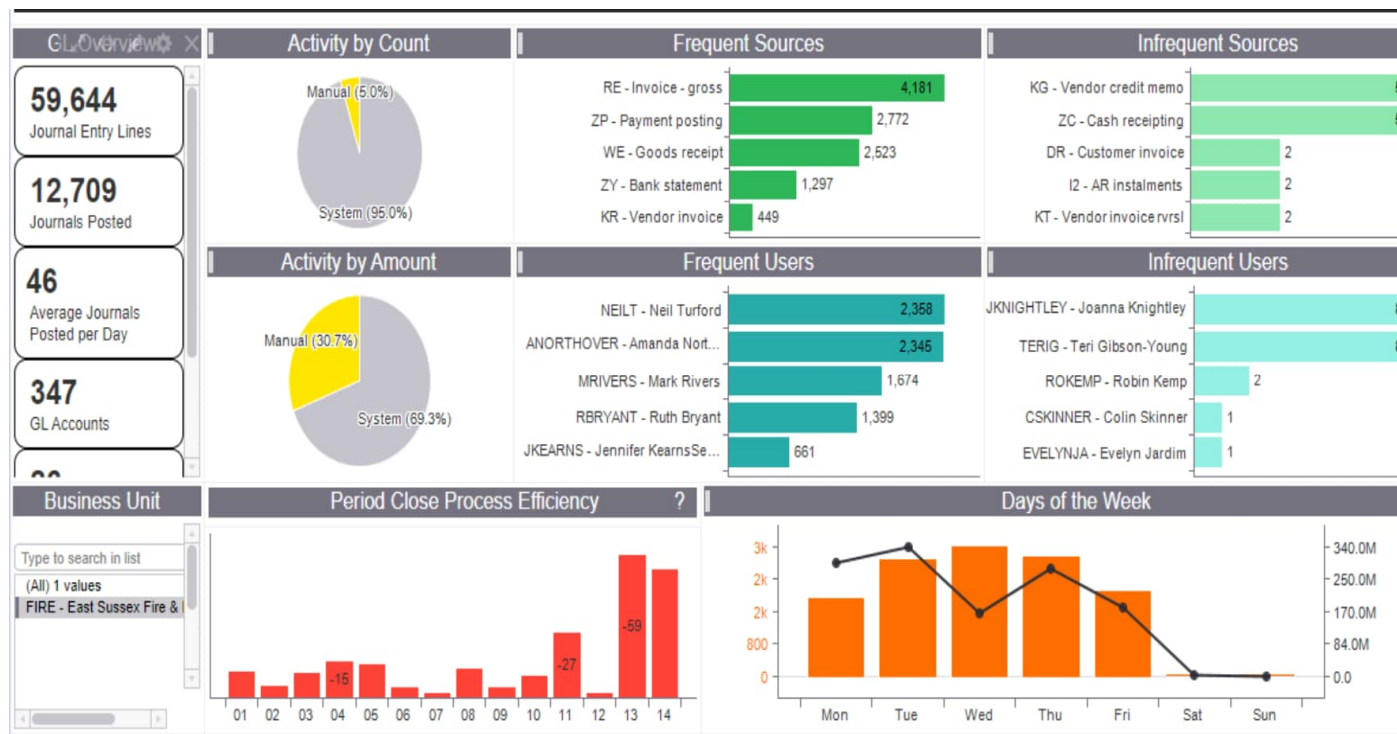 GL Overview
59,644
Journal Entry Lines
12,709
Journals Posted
46
Average Journals
Posted per Day
347
GL Accounts
Activity by Count
Manual (5.0%)
System (95.0%)
Frequent Sources
RE - Invoice - gross 4,181
ZP - Payment posting 2,772
WE - Goods receipt 2,523
ZY - Bank statement 1,297
KR - Vendor invoice 449
Infrequent Sources
KG - Vendor credit memo
ZC - Cash receipting
DR - Customer invoice 2
I2 - AR instalments 2
KT - Vendor invoice rvrsl 2
Activity by Amount
Manual (30.7%)
System (69.3%)
Frequent Users
NEILT - Neil Turford 2,358
ANORTHOVER - Amanda Nort... 2,345
MRIVERS - Mark Rivers 1,674
RBRYANT - Ruth Bryant 1,399
JKEARNS - Jennifer KearnsSe... 661
Infrequent Users
JKNIGHTLEY - Joanna Knightley
TERIG - Teri Gibson-Young
ROKEMP - Robin Kemp 2
CSKINNER - Colin Skinner 1
EVELYNJA - Evelyn Jardim 1
Business Unit
Type to search in list
(All) 1 values
FIRE - East Sussex Fire &
Period Close Process Efficiency ?
-15
-27
-59
01 02 03 04 05 06 07 08 09 10 11 12 13 14
Days of the Week
3k 340.0M
2k 250.0M
2k 170.0M
800 84.0M
0 0.0
Mon Tue Wed Thu Fri Sat Sun